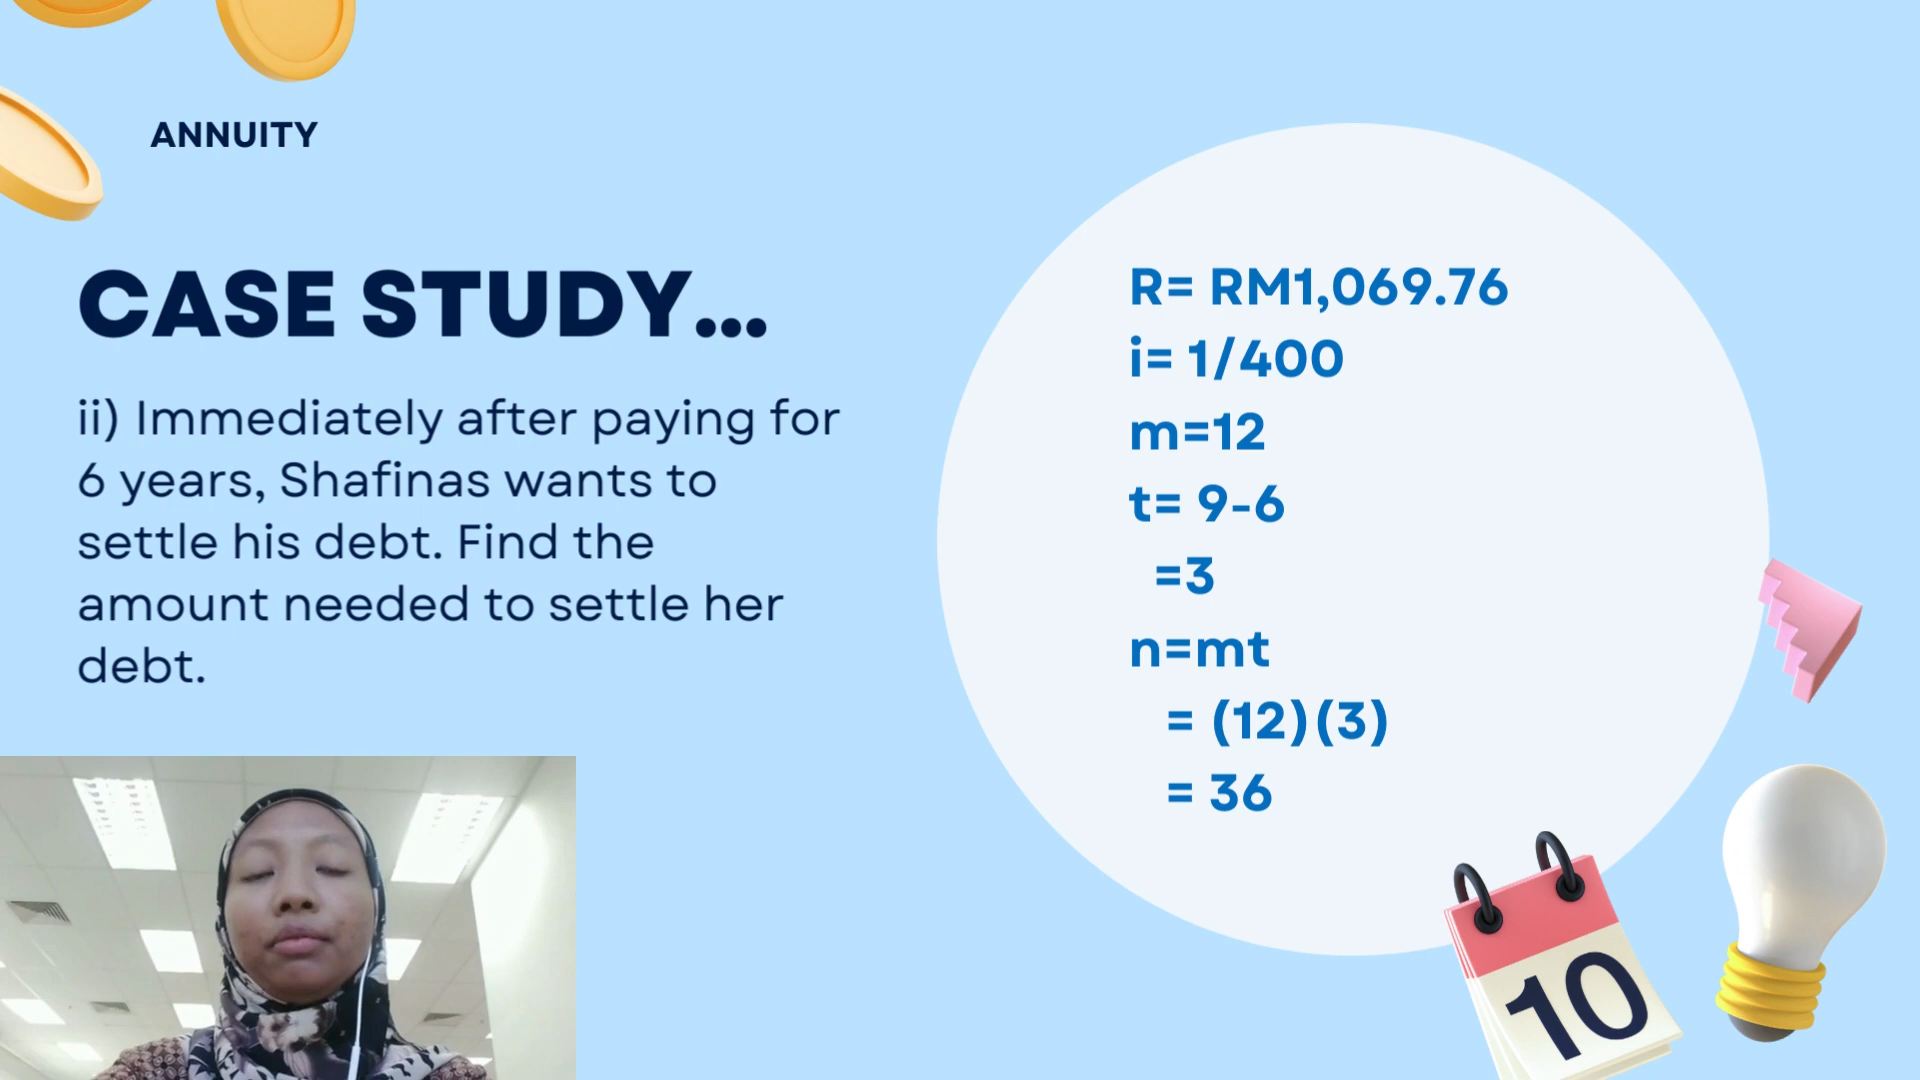 ANNUITY
CASE STUDY...
ii) Immediately after paying for
6 years, Shafinas wants to
settle his debt. Find the
amount needed to settle her
debt.
R= RM1,069.76
i= 1/400
m=12
t= 9-6
=3
n=mt
= (12)(3)
= 36
10